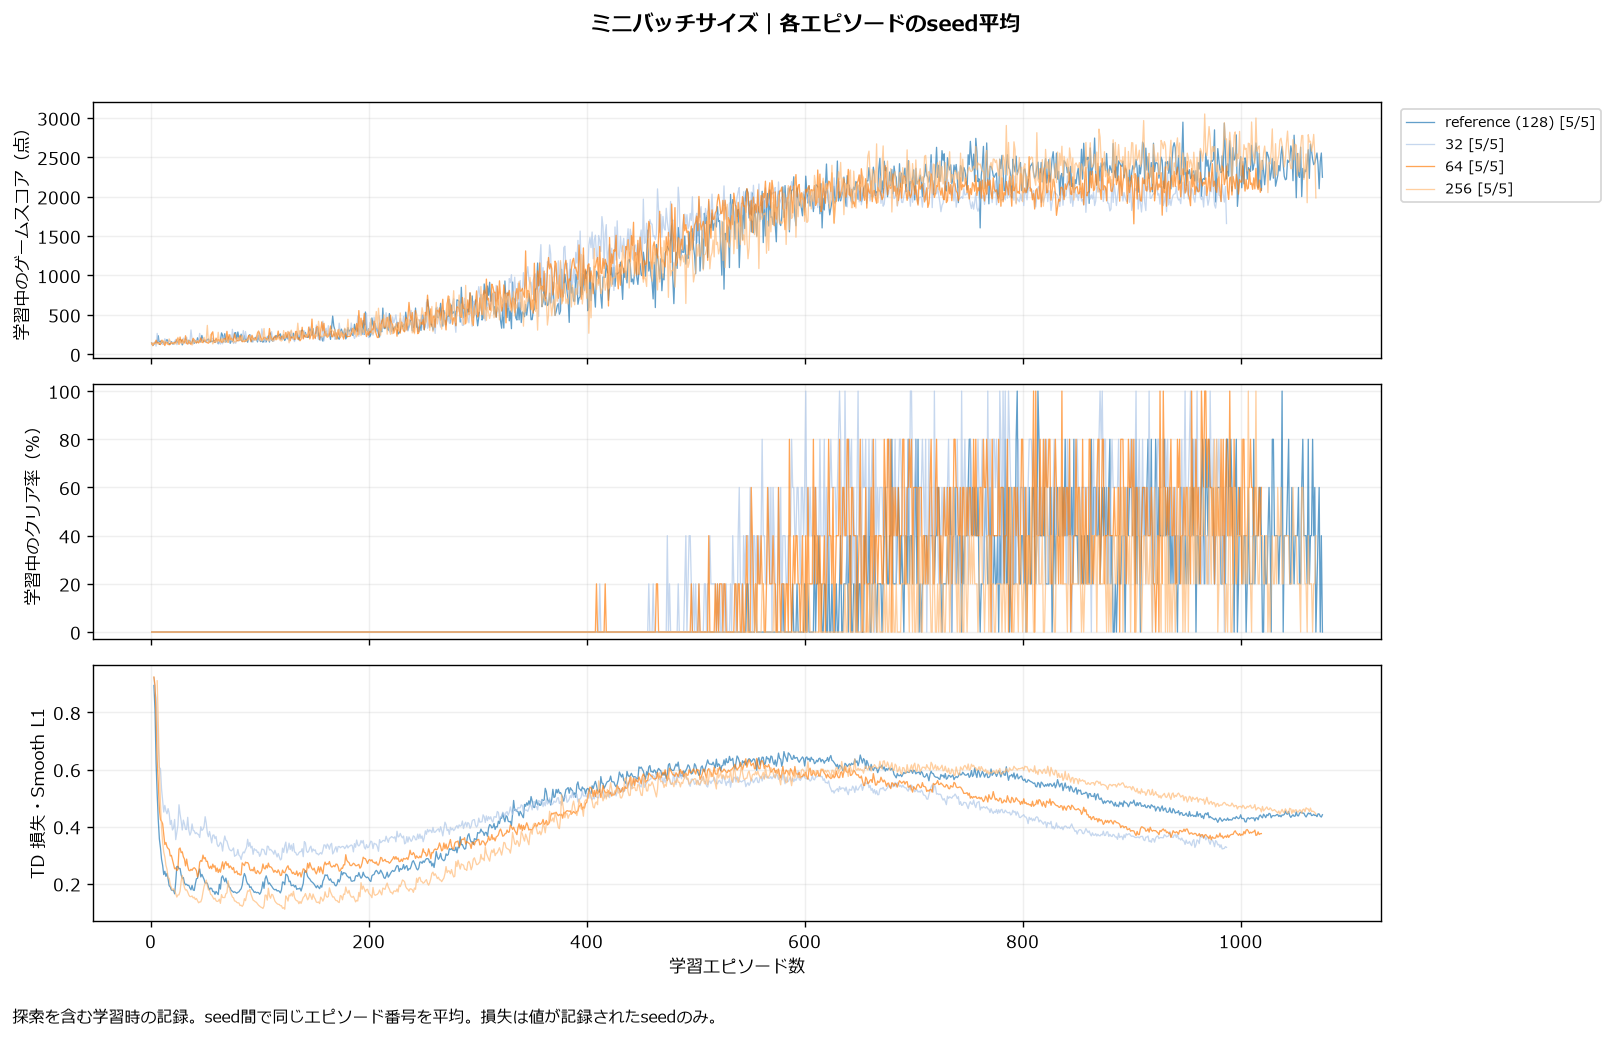 ミニバッチサイズ｜各エピソードのseed平均
学習中のゲームスコア（点）
3000
2500
2000
1500
1000
500
0
reference (128) [5/5]
32 [5/5]
64 [5/5]
256 [5/5]
学習中のクリア率（%）
100
80
60
40
20
0
TD 損失・Smooth L1
0.8
0.6
0.4
0.2
0 200 400 600 800 1000
学習エピソード数
探索を含む学習時の記録。seed間で同じエピソード番号を平均。損失は値が記録されたseedのみ。